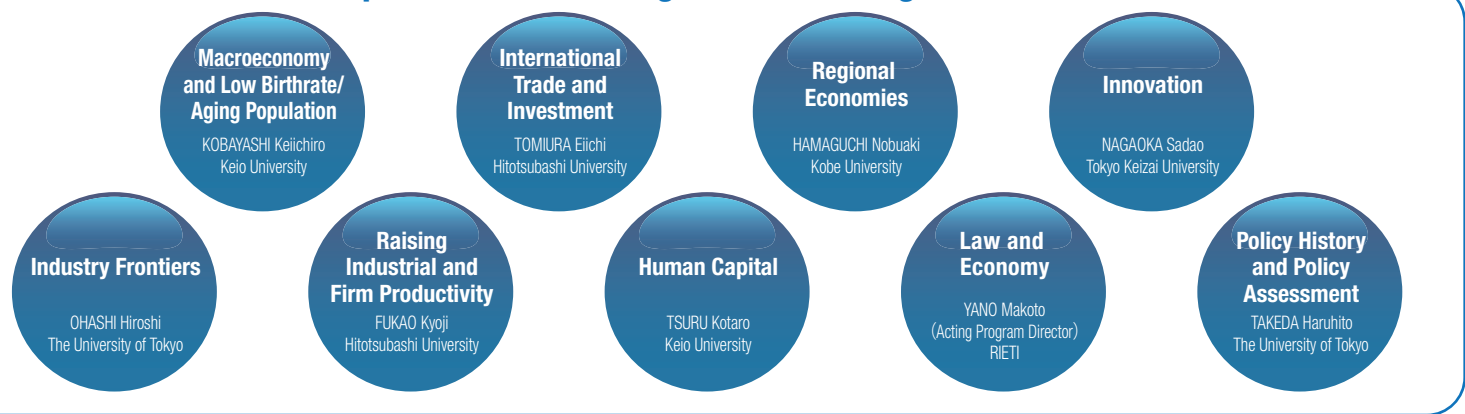 Macroeconomy
and Low Birthrate/
Aging Population
KOBAYASHI Keiichiro
Keio University
International
Trade and
Investment
TOMIURA Eiichi
Hitotsubashi University
Regional
Economies
HAMAGUCHI Nobuaki
Kobe University
Innovation
NAGAOKA Sadao
Tokyo Keizai University
Industry Frontiers
OHASHI Hiroshi
The University of Tokyo
Raising
Industrial and
Firm Productivity
FUKAO Kyoji
Hitotsubashi University
Human Capital
TSURU Kotaro
Keio University
Law and
Economy
YANO Makoto
(Acting Program Director)
RIETI
Policy History
and Policy
Assessment
TAKEDA Haruhito
The University of Tokyo